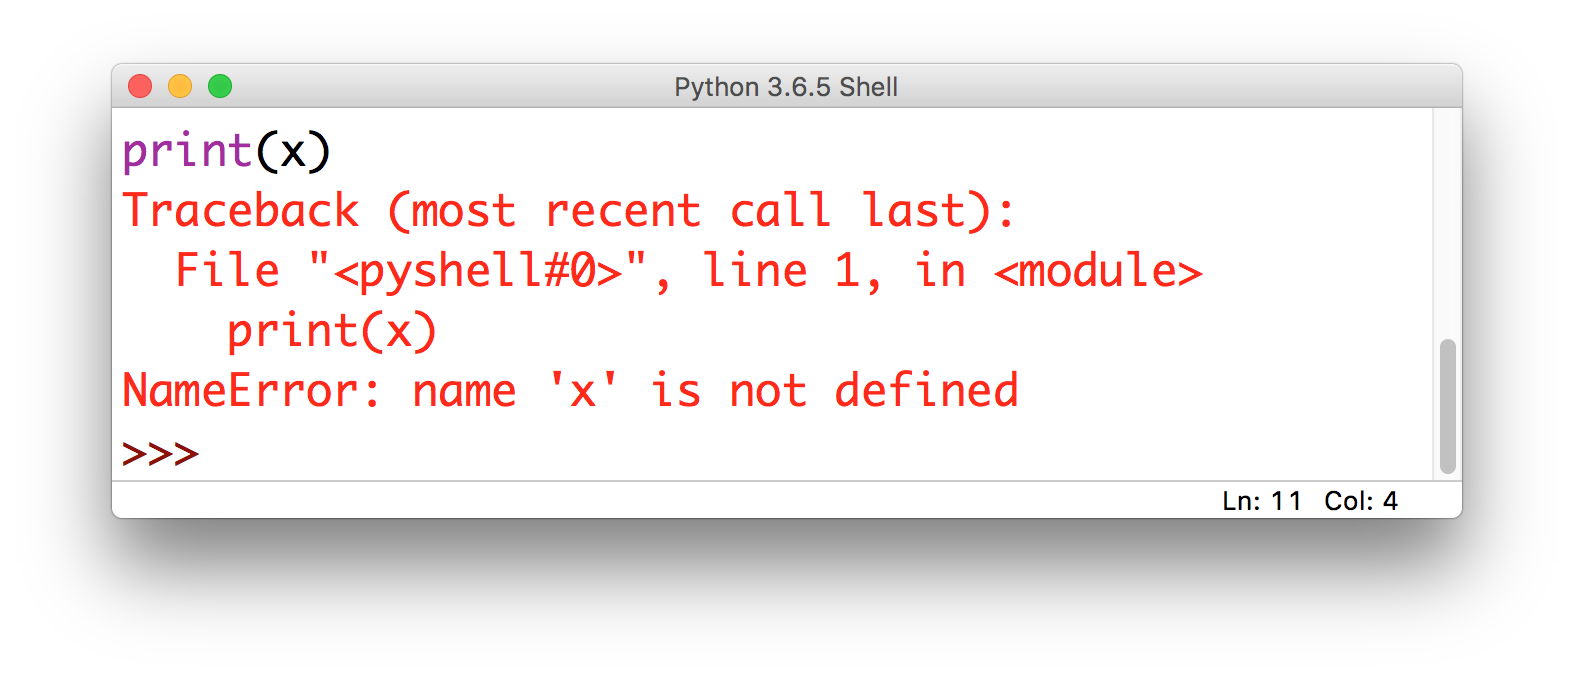 Python 3.6.5 Shell
print(x)
Traceback (most recent call last):
  File "<pyshell#0>", line 1, in <module>
    print(x)
NameError: name 'x' is not defined
>>>
Ln: 11 Col: 4